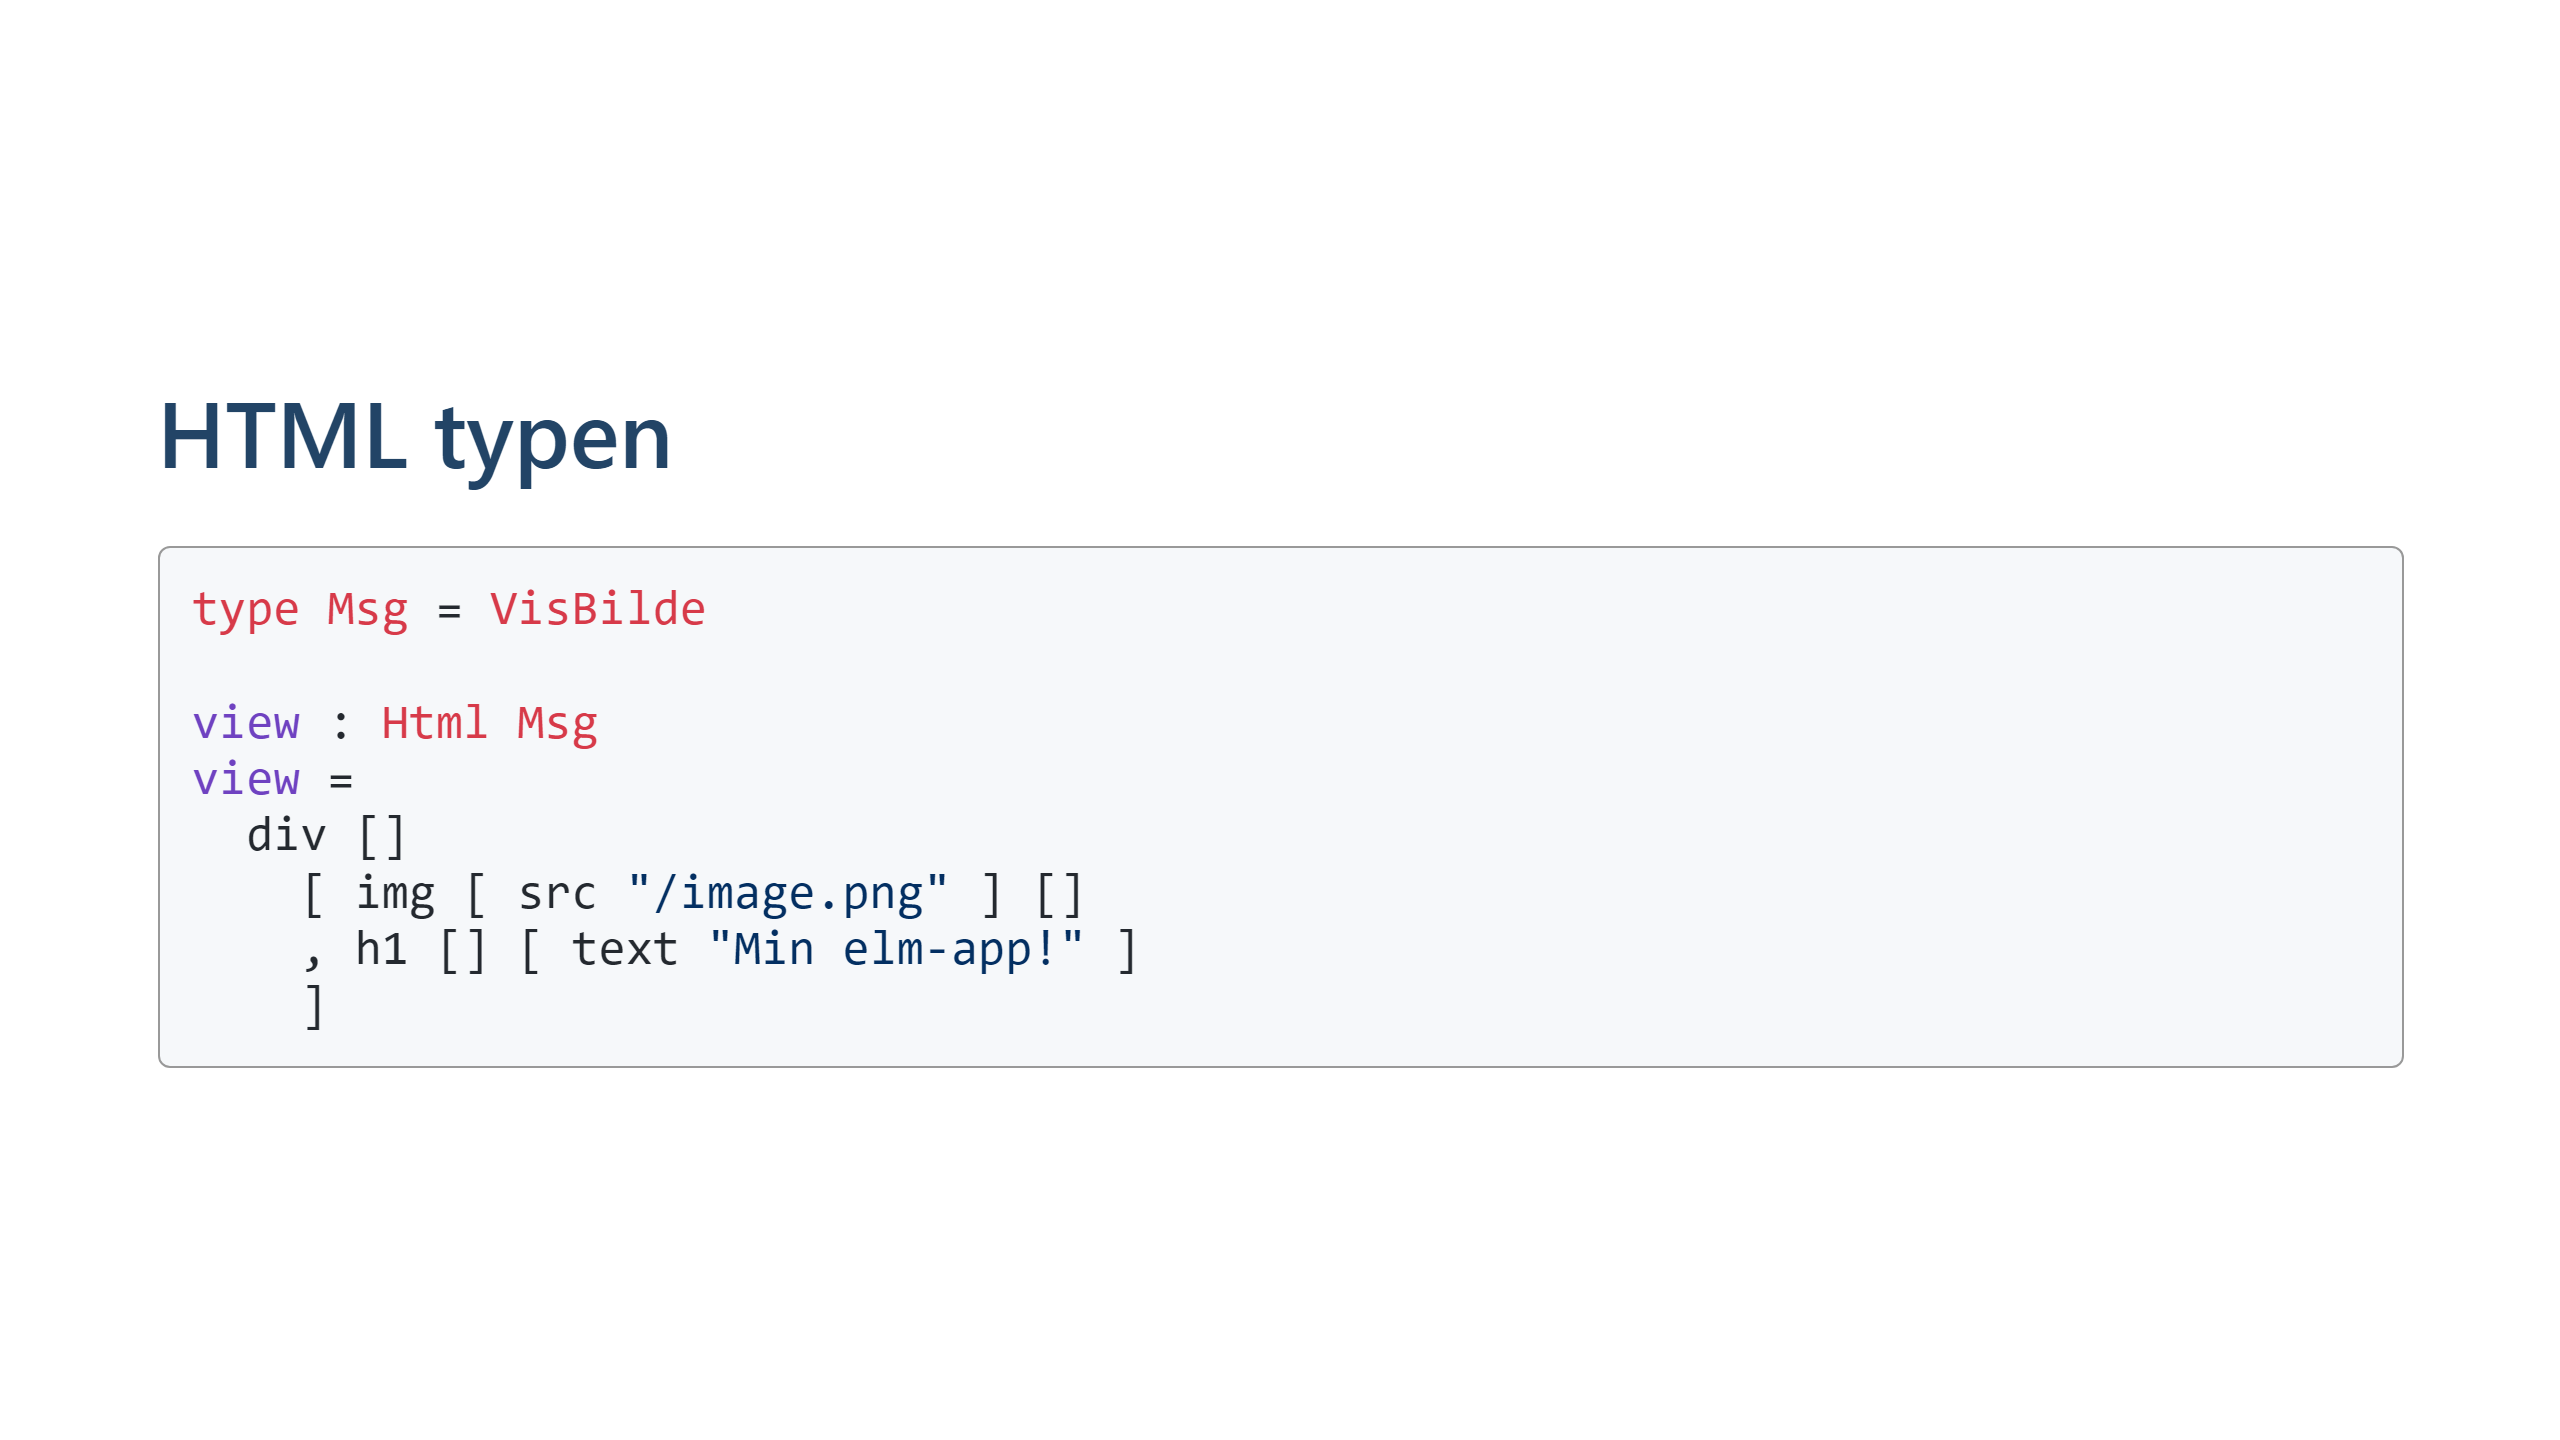 HTML typen
type Msg = VisBilde
view : Html Msg
view =
  div []
    [ img [ src "/image.png" ] []
    , h1 [] [ text "Min elm-app!" ]
    ]